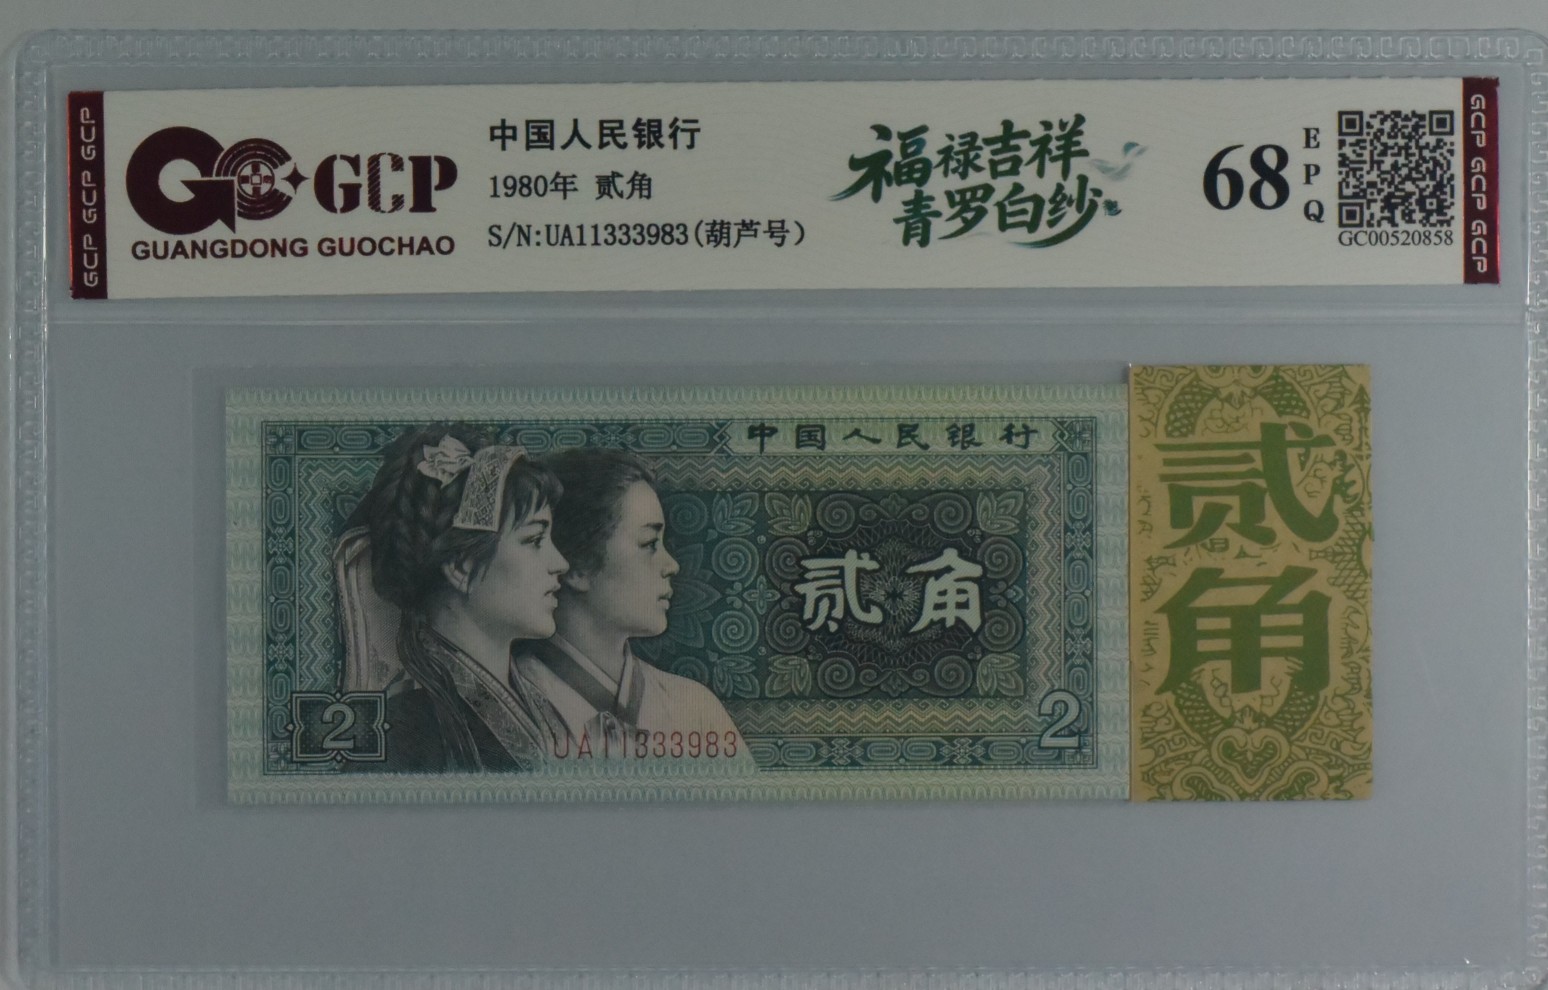 GCP GCP GCP
GCP
GUANGDONG GUOCHAO
中国人民银行
1980年 贰角
S/N:UA11333983(葫芦号)
福禄吉祥
青罗白纱
68
EPQ
GC00520858
GCP GCP GCP
中国人民银行
贰角
2
2
UA11333983
贰角